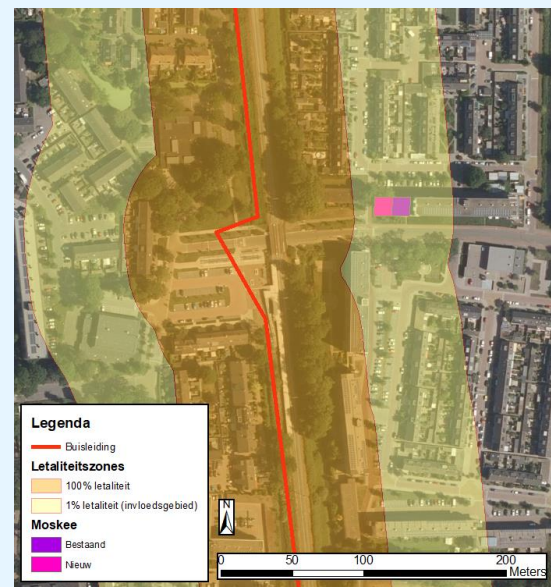 Legenda
Buisleiding
Letaliteitszones
100% letaliteit
1% letaliteit (invloedsgebied)
Moskee
Bestaand
Nieuw
N
0 50 100 200
Meters